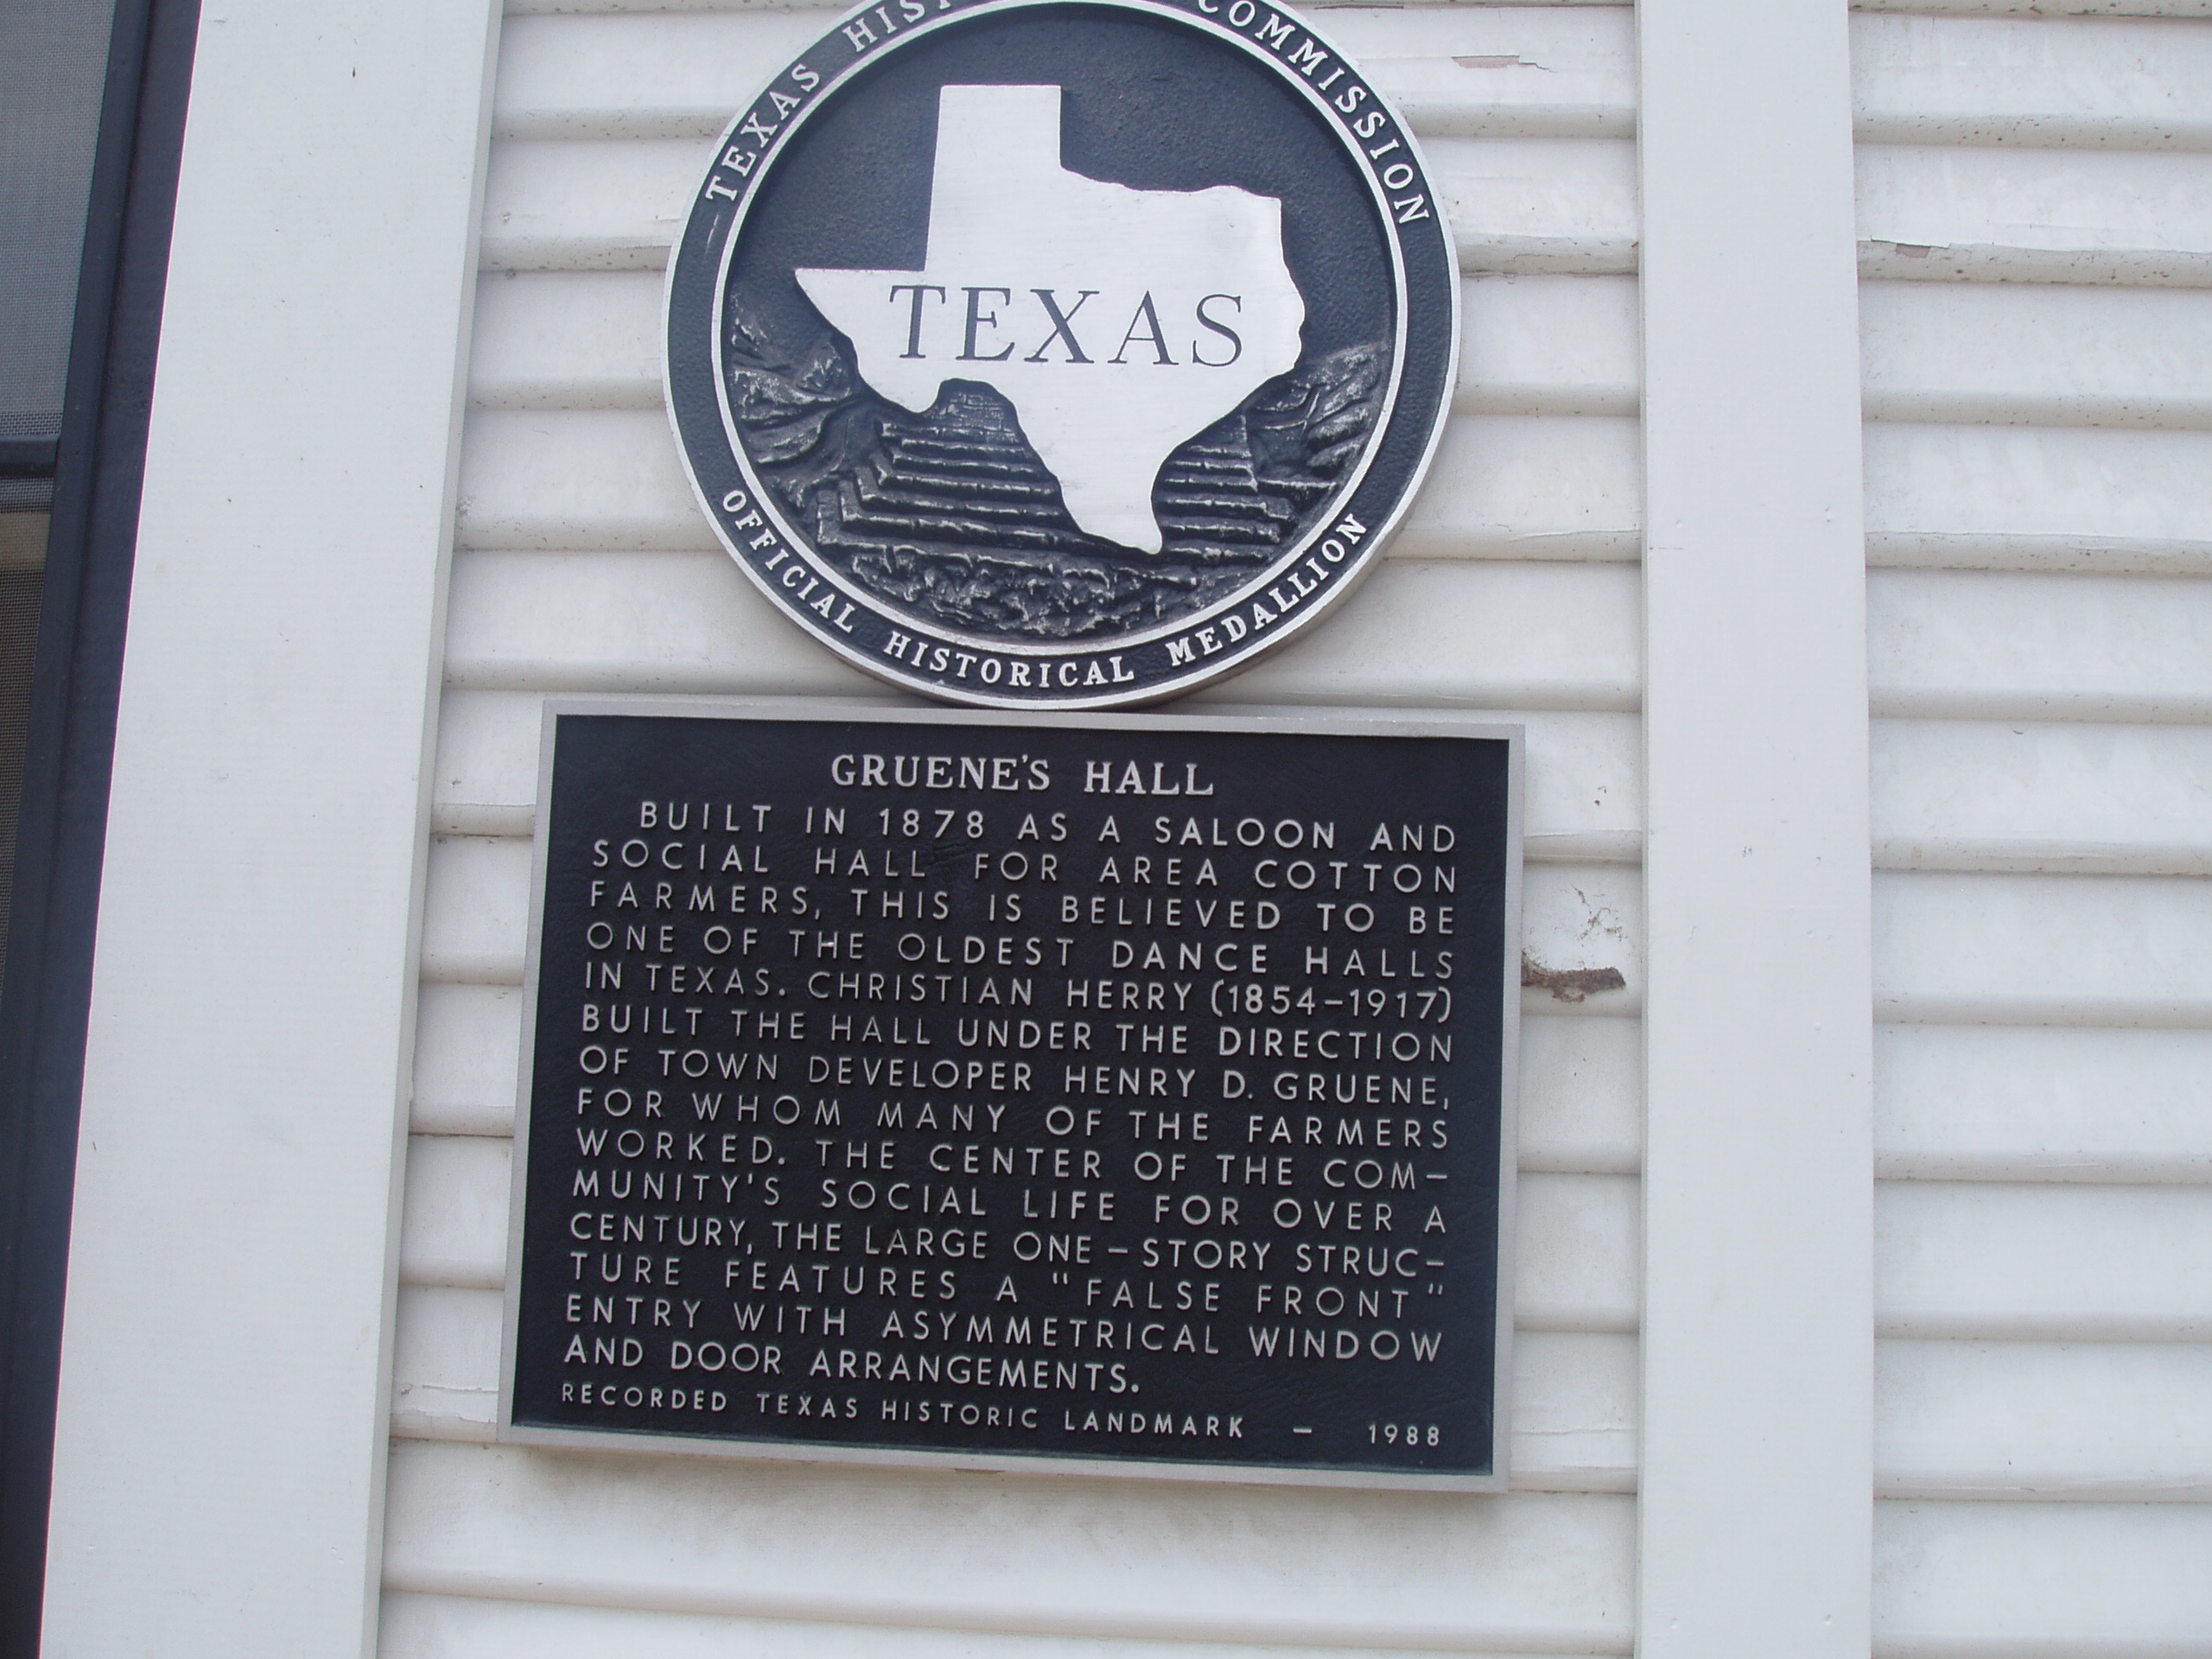 TEXAS HIST COMMISSION
TEXAS
OFFICIAL HISTORICAL MEDALLION
GRUENE'S HALL
BUILT IN 1878 AS A SALOON AND
SOCIAL HALL FOR AREA COTTON
FARMERS, THIS IS BELIEVED TO BE
ONE OF THE OLDEST DANCE HALLS
IN TEXAS. CHRISTIAN HERRY (1854–1917)
BUILT THE HALL UNDER THE DIRECTION
OF TOWN DEVELOPER HENRY D. GRUENE,
FOR WHOM MANY OF THE FARMERS
WORKED. THE CENTER OF THE COM–
MUNITY'S SOCIAL LIFE FOR OVER A
CENTURY, THE LARGE ONE–STORY STRUC–
TURE FEATURES A "FALSE FRONT"
ENTRY WITH ASYMMETRICAL WINDOW
AND DOOR ARRANGEMENTS.
RECORDED TEXAS HISTORIC LANDMARK – 1988